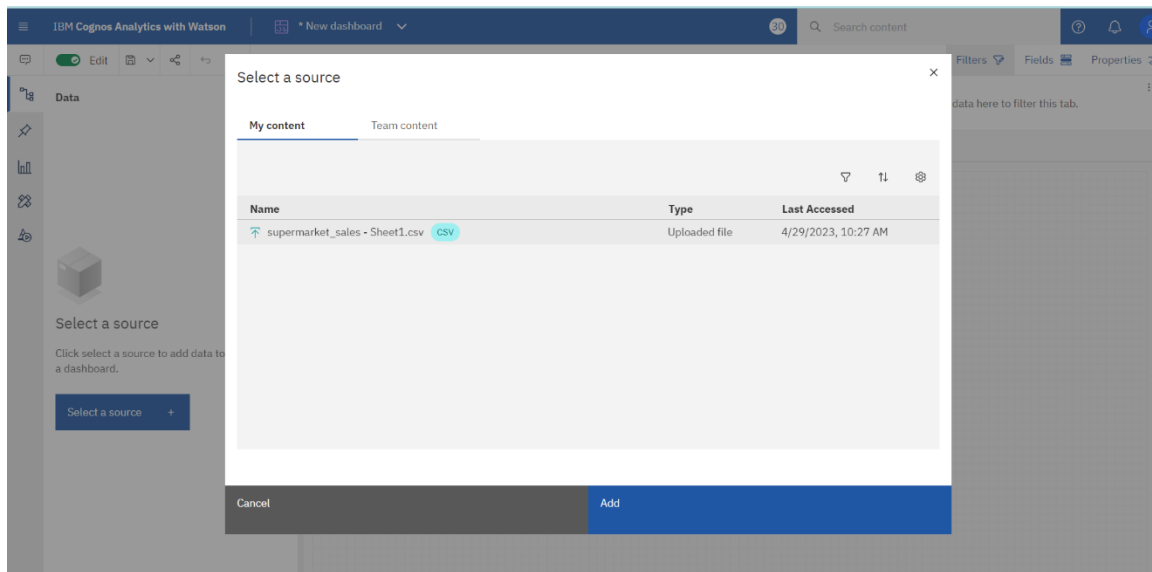 IBM Cognos Analytics with Watson
* New dashboard
30
Search content
Edit
Filters
Fields
Properties
Data
data here to filter this tab.
Select a source
My content
Team content
Name Type Last Accessed
supermarket_sales - Sheet1.csv CSV Uploaded file 4/29/2023, 10:27 AM
Select a source
Click select a source to add data to
a dashboard.
Select a source +
Cancel
Add